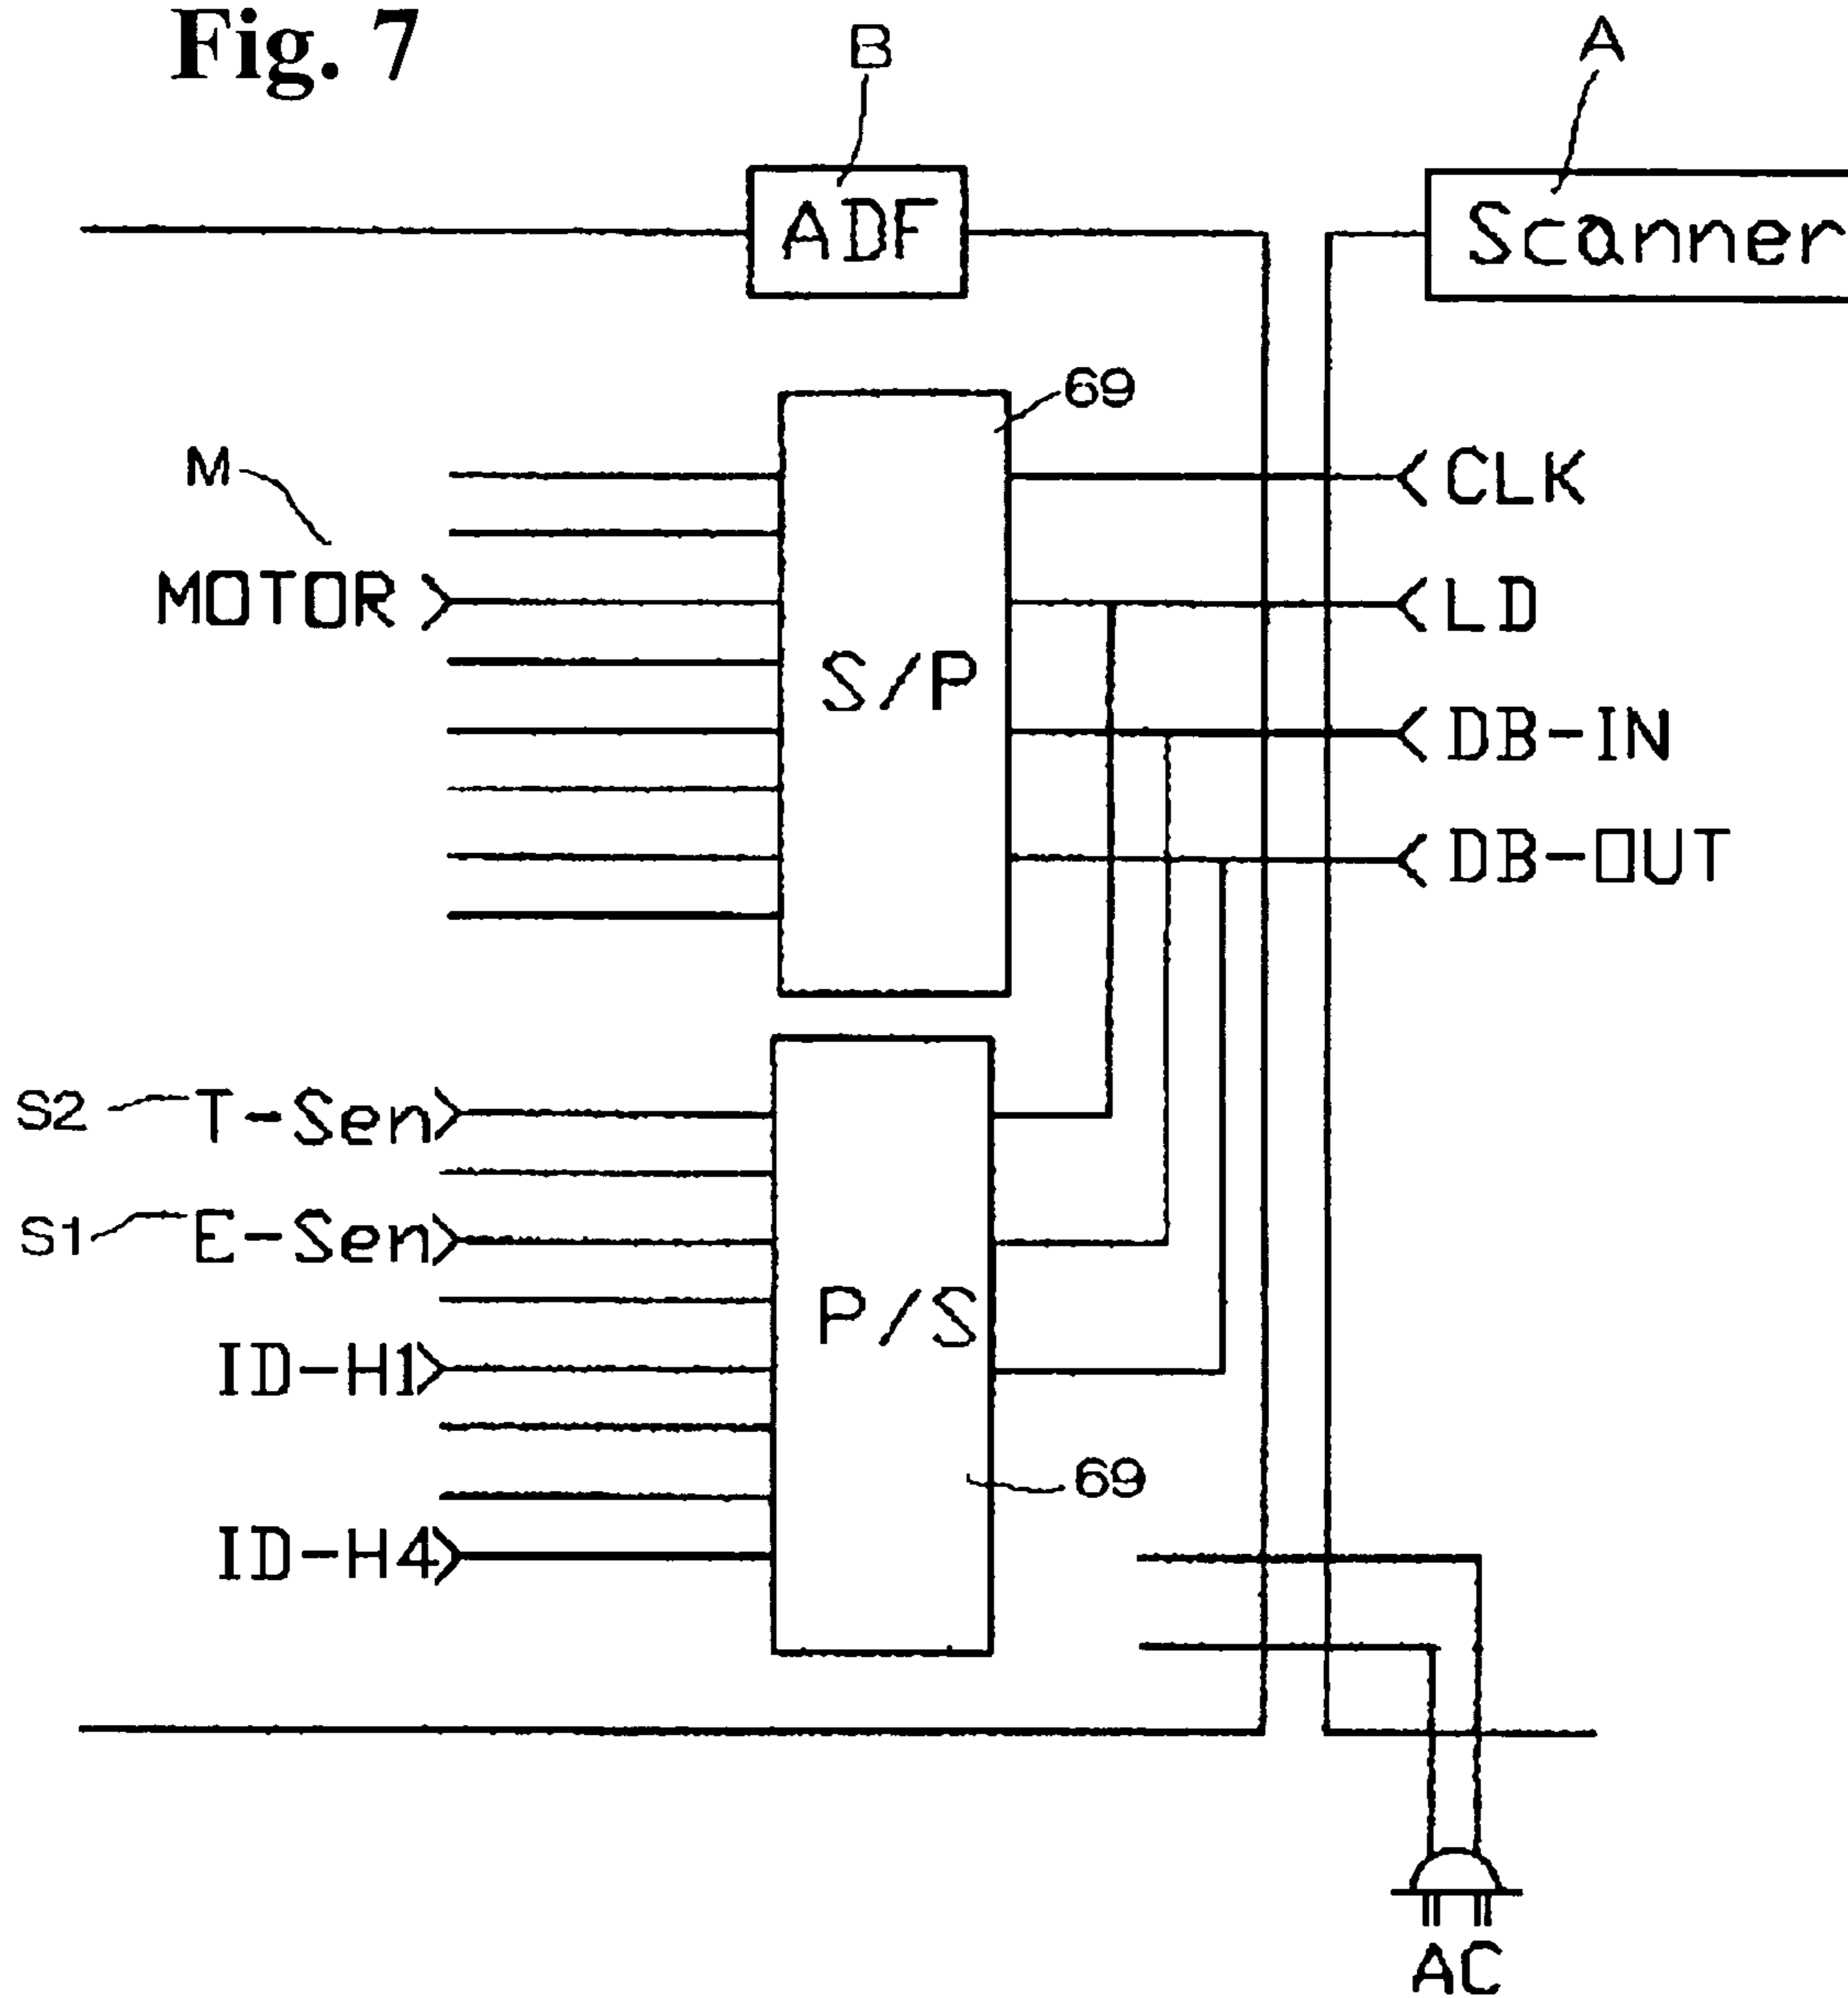 Fig. 7
B
A
ADF
Scanner
69
M
CLK
MOTOR
LD
S/P
DB-IN
DB-OUT
S2
T-Sen
S1
E-Sen
P/S
ID-H1
69
ID-H4
AC